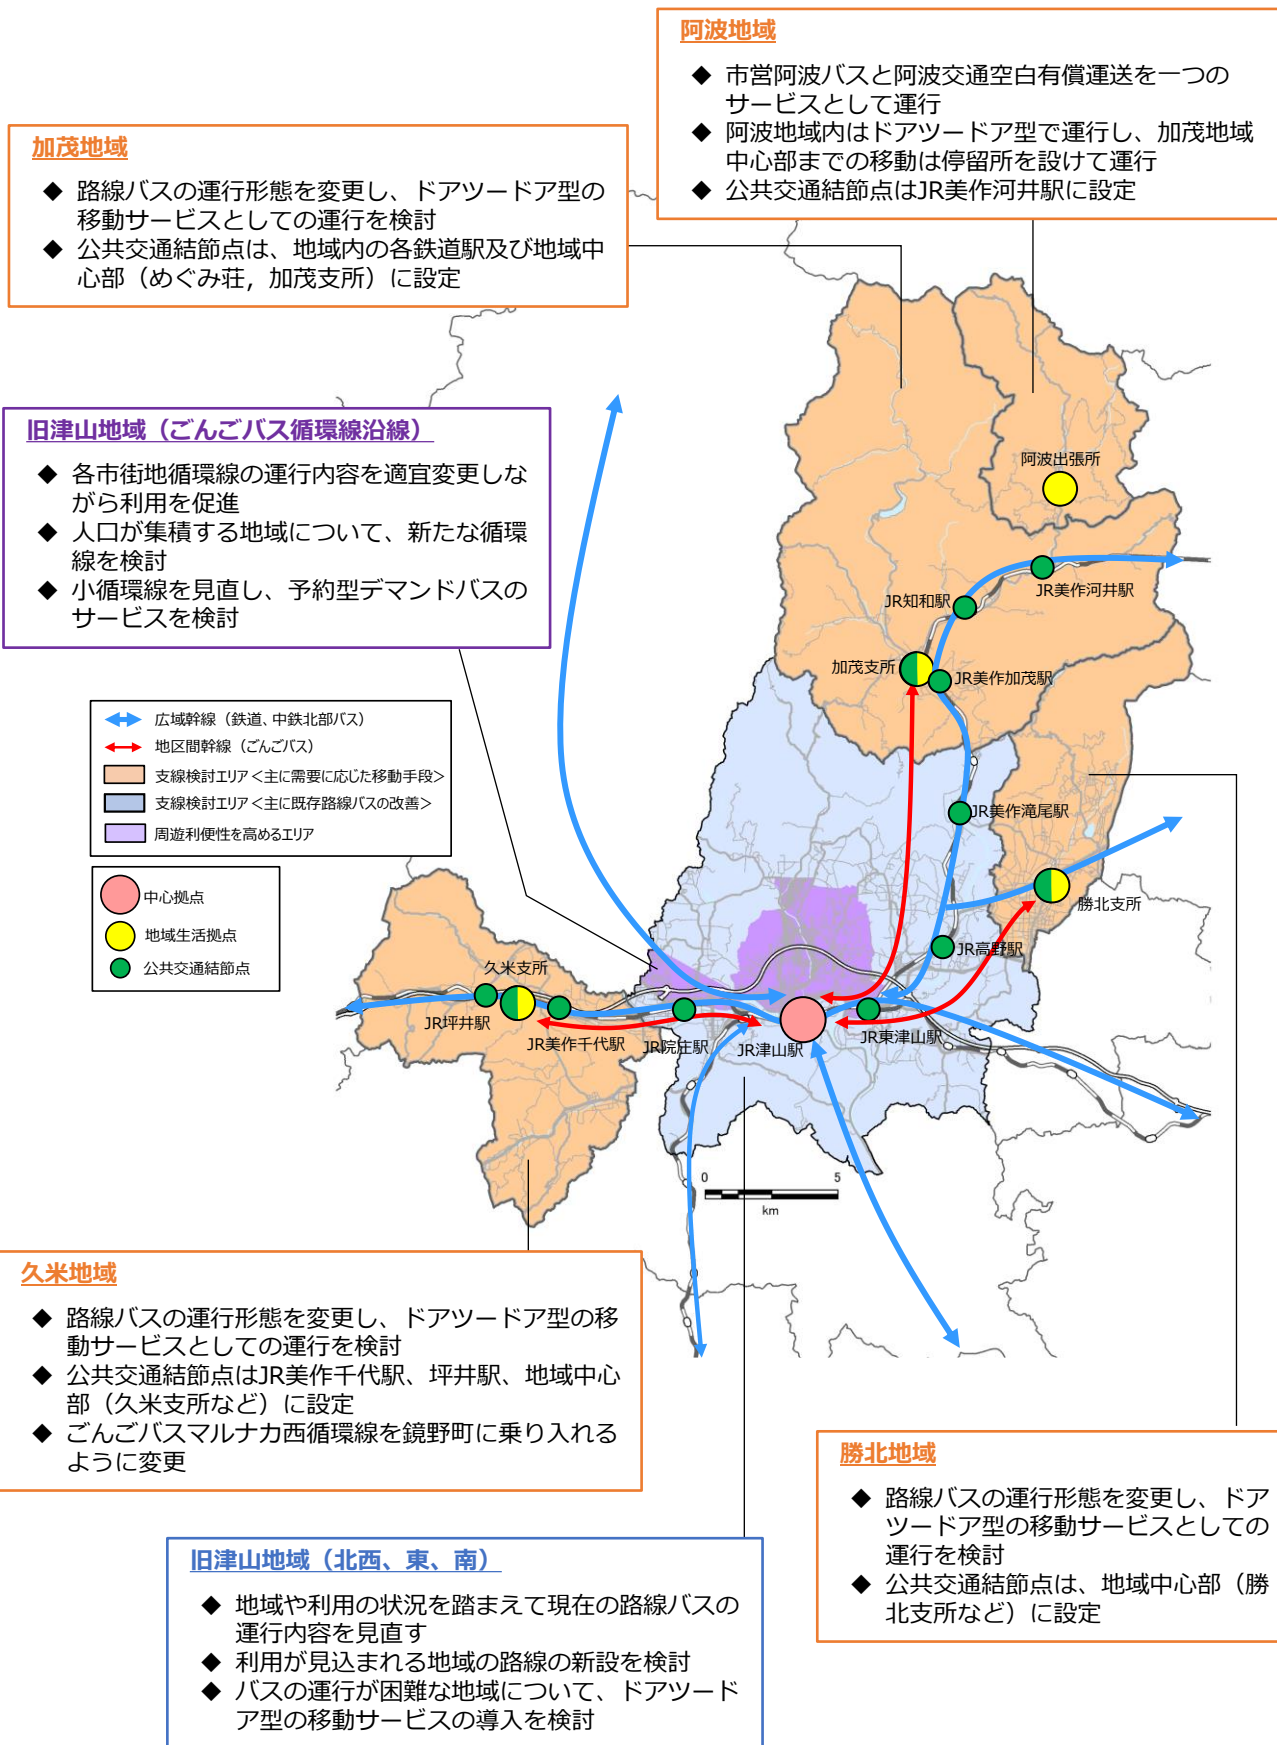 阿波地域
◆ 市営阿波バスと阿波交通空白有償運送を一つの
サービスとして運行
◆ 阿波地域内はドアツードア型で運行し、加茂地域
中心部までの移動は停留所を設けて運行
◆ 公共交通結節点はJR美作河井駅に設定
加茂地域
◆ 路線バスの運行形態を変更し、ドアツードア型の
移動サービスとしての運行を検討
◆ 公共交通結節点は、地域内の各鉄道駅及び地域中
心部（めぐみ荘，加茂支所）に設定
旧津山地域（ごんごバス循環線沿線）
◆ 各市街地循環線の運行内容を適宜変更しな
がら利用を促進
◆ 人口が集積する地域について、新たな循環
線を検討
◆ 小循環線を見直し、予約型デマンドバスの
サービスを検討
広域幹線（鉄道、中鉄北部バス）
地区間幹線（ごんごバス）
支線検討エリア＜主に需要に応じた移動手段＞
支線検討エリア＜主に既存路線バスの改善＞
周遊利便性を高めるエリア
中心拠点
地域生活拠点
公共交通結節点
阿波出張所
JR美作河井駅
JR知和駅
加茂支所
JR美作加茂駅
JR美作滝尾駅
勝北支所
JR高野駅
久米支所
JR坪井駅
JR美作千代駅
JR院庄駅
JR津山駅
JR東津山駅
0 5
km
久米地域
◆ 路線バスの運行形態を変更し、ドアツードア型の移
動サービスとしての運行を検討
◆ 公共交通結節点はJR美作千代駅、坪井駅、地域中心
部（久米支所など）に設定
◆ ごんごバスマルナカ西循環線を鏡野町に乗り入れる
ように変更
勝北地域
◆ 路線バスの運行形態を変更し、ドア
ツードア型の移動サービスとしての
運行を検討
◆ 公共交通結節点は、地域中心部（勝
北支所など）に設定
旧津山地域（北西、東、南）
◆ 地域や利用の状況を踏まえて現在の路線バスの
運行内容を見直す
◆ 利用が見込まれる地域の路線の新設を検討
◆ バスの運行が困難な地域について、ドアツード
ア型の移動サービスの導入を検討